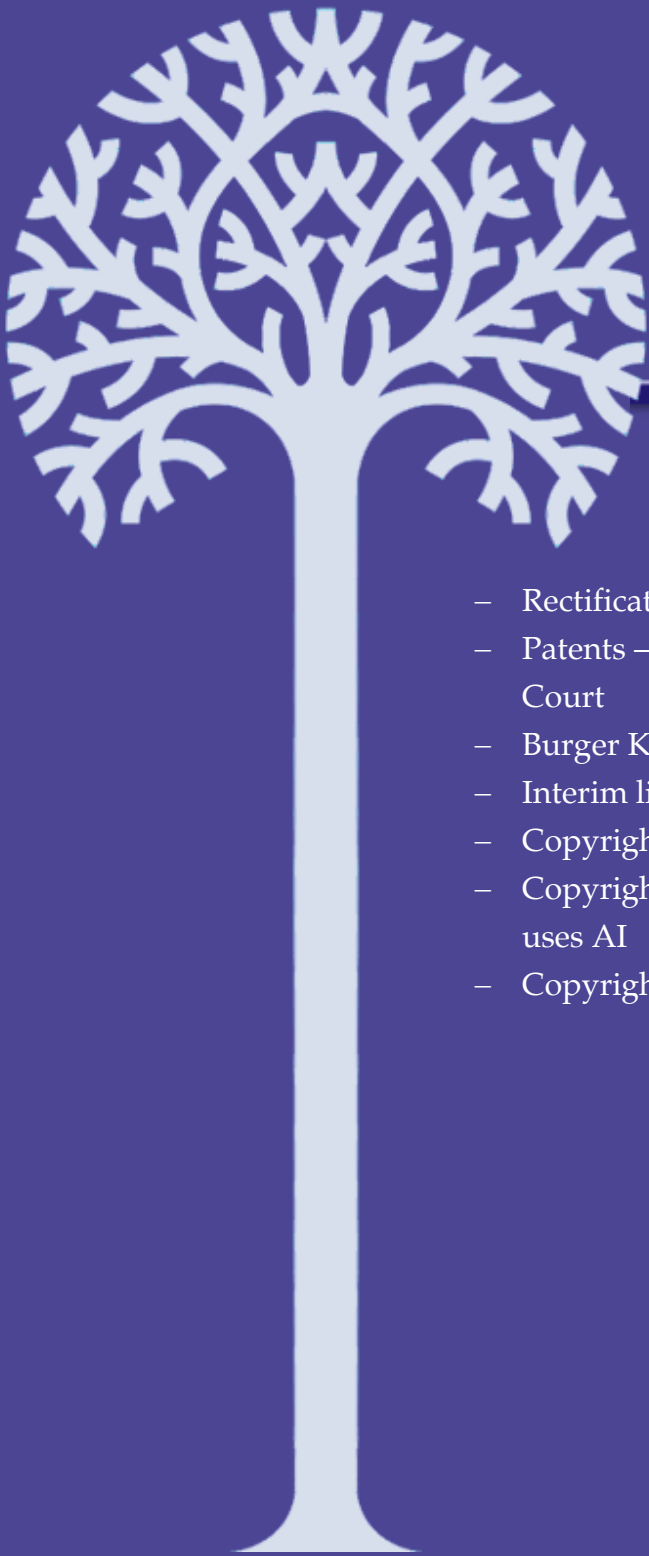 – Rectificat
– Patents –
Court
– Burger K
– Interim li
– Copyrigh
– Copyrigh
uses AI
– Copyrigh